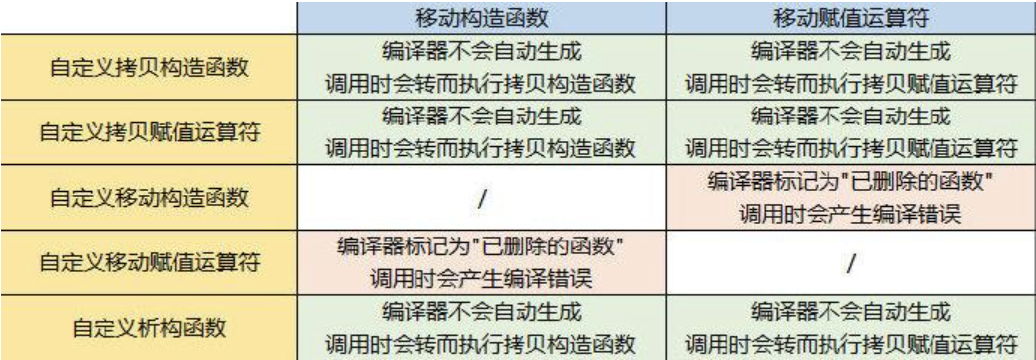 移动构造函数 移动赋值运算符
自定义拷贝构造函数 编译器不会自动生成 编译器不会自动生成
调用时会转而执行拷贝构造函数 调用时会转而执行拷贝赋值运算符
自定义拷贝赋值运算符 编译器不会自动生成 编译器不会自动生成
调用时会转而执行拷贝构造函数 调用时会转而执行拷贝赋值运算符
自定义移动构造函数 / 编译器标记为"已删除的函数"
调用时会产生编译错误
自定义移动赋值运算符 编译器标记为"已删除的函数" /
调用时会产生编译错误
自定义析构函数 编译器不会自动生成 编译器不会自动生成
调用时会转而执行拷贝构造函数 调用时会转而执行拷贝赋值运算符